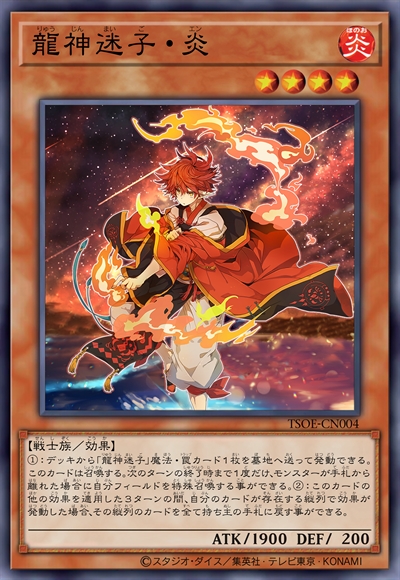 龍神迷子・炎
炎
TSOE-CN004
【戦士族／効果】
①：デッキから「龍神迷子」魔法・罠カード1枚を墓地へ送って発動できる。
このカードは召喚する。次のターンの終了時まで1度だけ、モンスターが手札から
離れた場合に自分フィールドを特殊召喚する事ができる。②：このカードの
他の効果を適用した3ターンの間、自分のカードが存在する縦列で効果が
発動した場合、その縦列のカードを全て持ち主の手札に戻す事ができる。
ATK/1900 DEF/ 200
©スタジオ・ダイス／集英社・テレビ東京・KONAMI